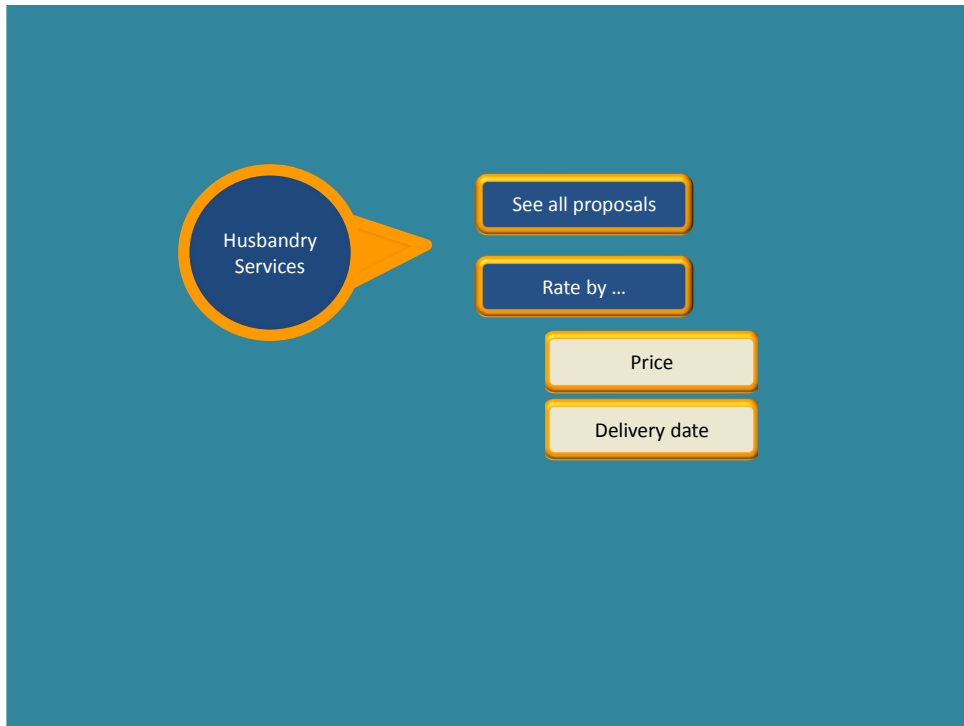 Husbandry
Services
See all proposals
Rate by ...
Price
Delivery date